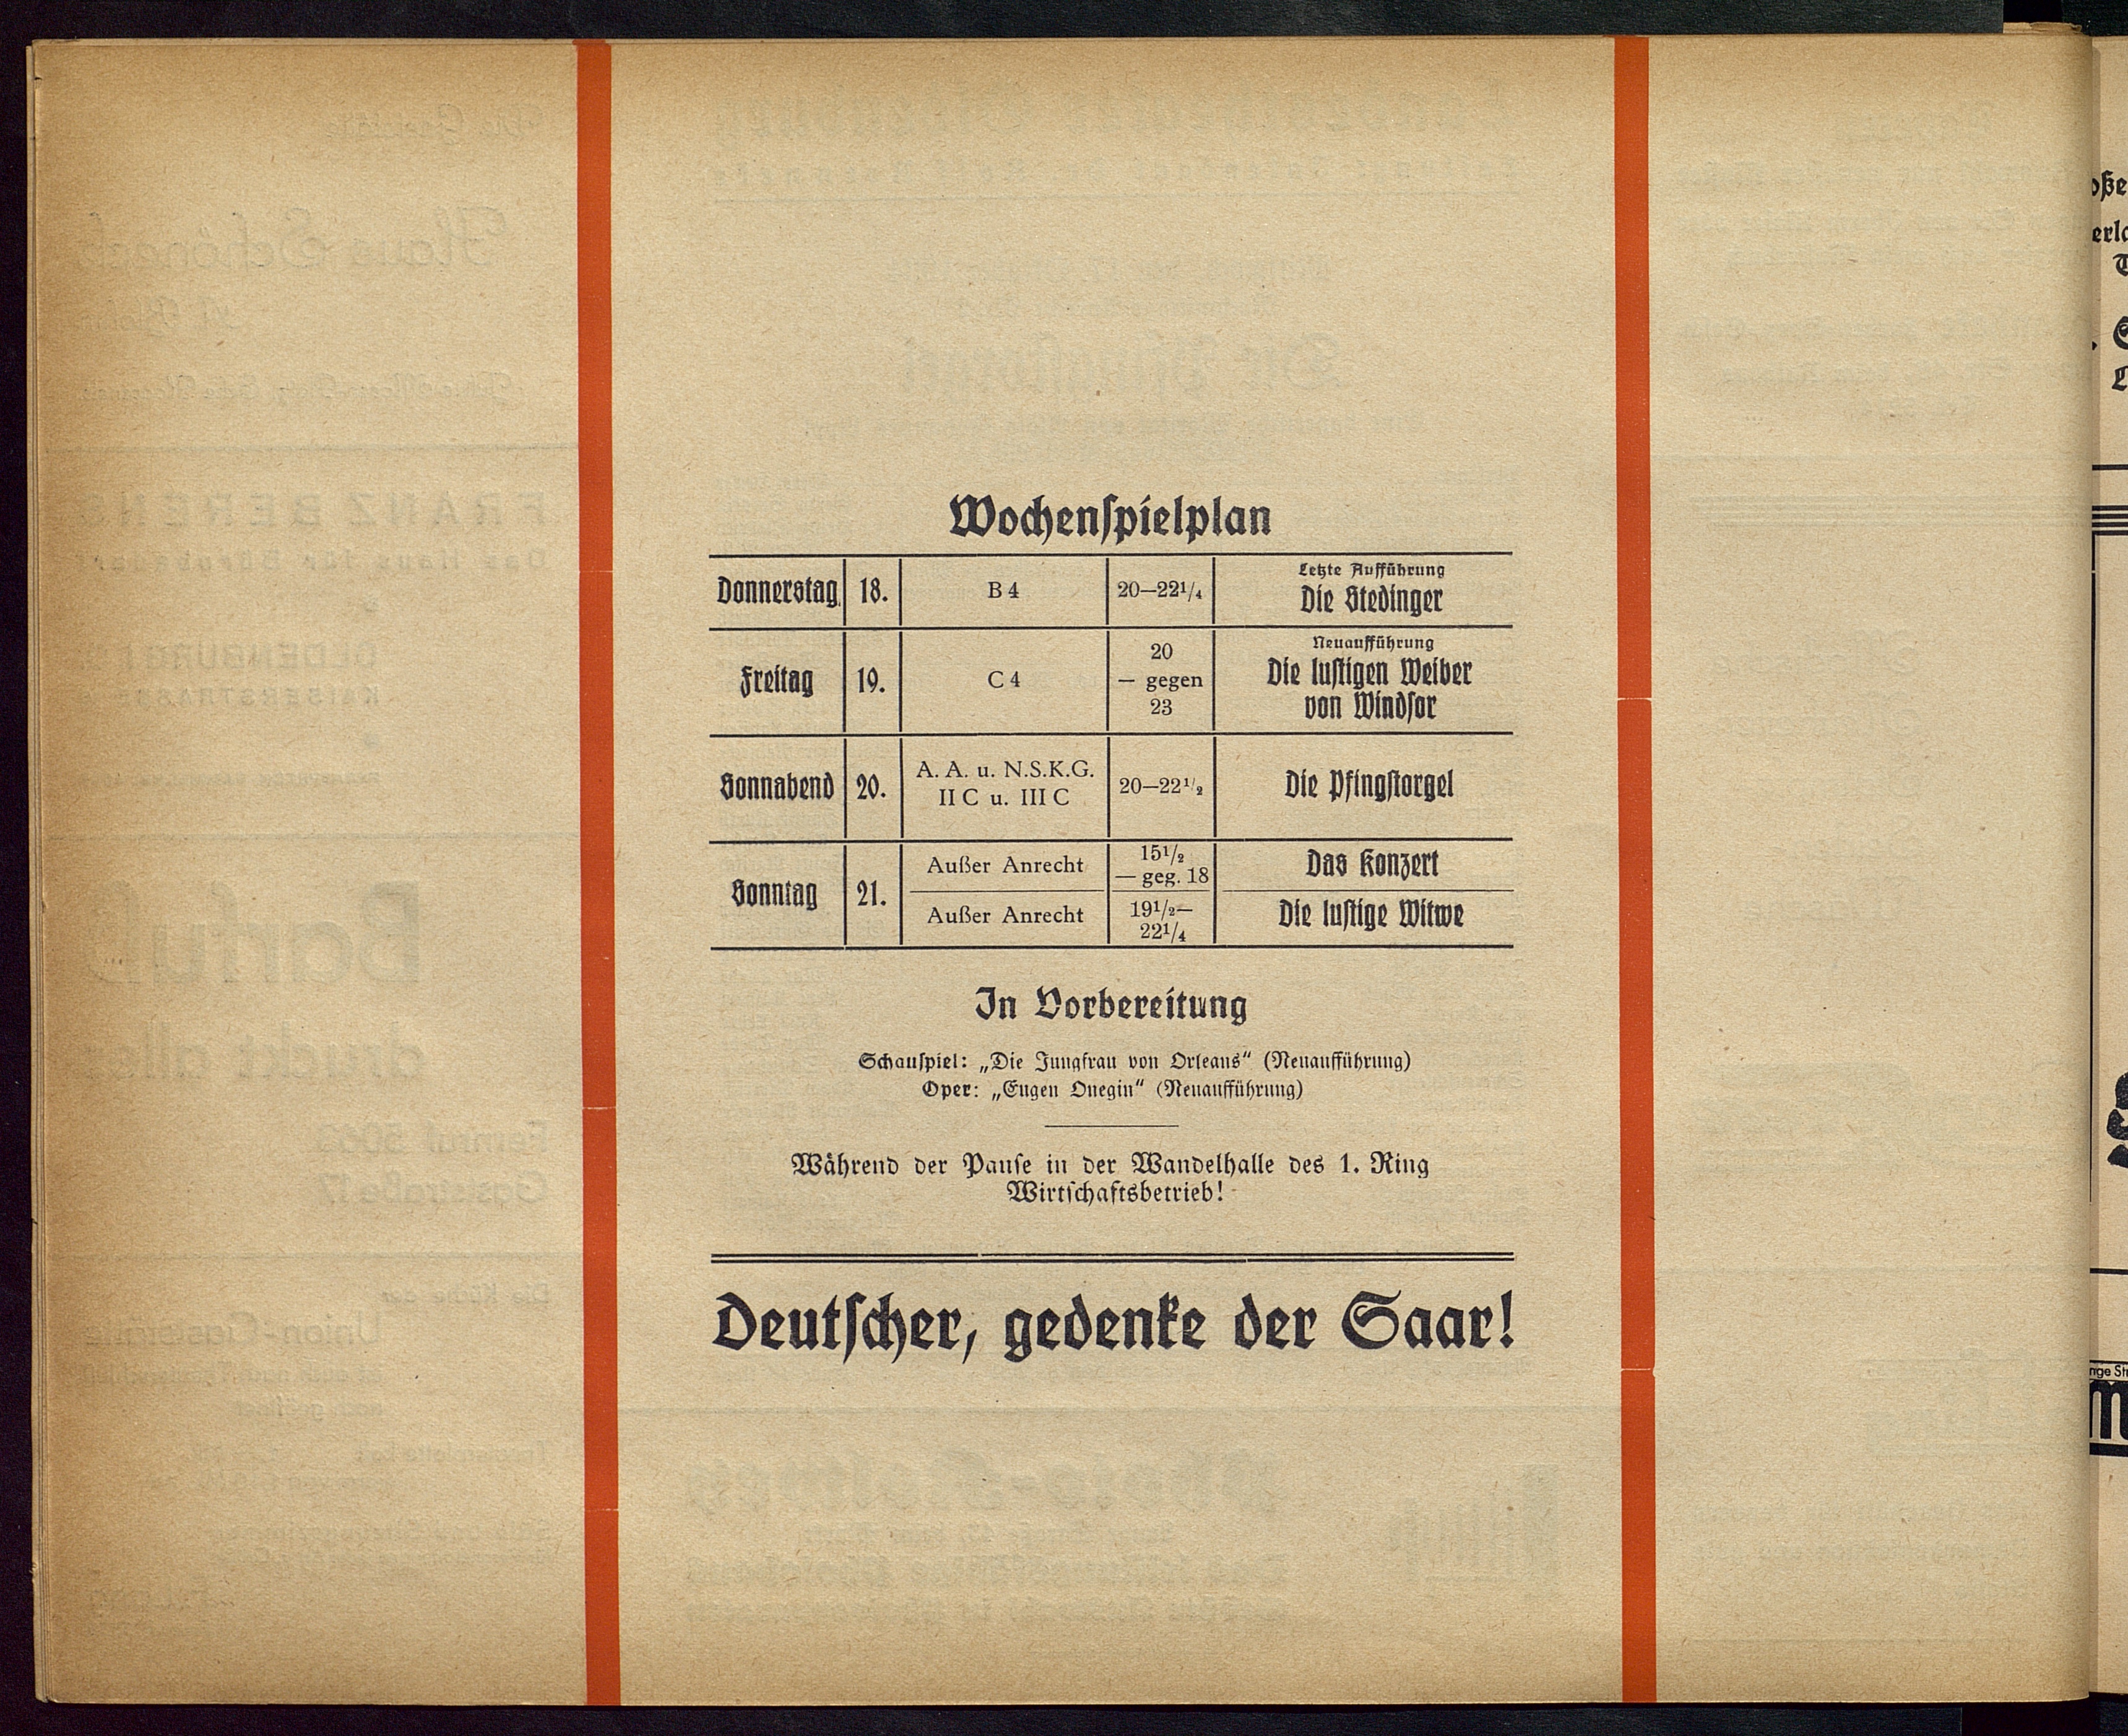 Wochenspielplan
Donnerstag 18. B 4 20—22¹/₄ Letzte Aufführung
Die Stedinger
Freitag 19. C 4 20 — gegen 23 Neuaufführung
Die lustigen Weiber
von Windsor
Sonnabend 20. A. A. u. N.S.K.G.
II C u. III C 20—22¹/₂ Die Pfingstorgel
Sonntag 21. Außer Anrecht 15¹/₂ — geg. 18 Das Konzert
Außer Anrecht 19¹/₂—22¹/₄ Die lustige Witwe
In Vorbereitung
Schauspiel: „Die Jungfrau von Orleans“ (Neuaufführung)
Oper: „Eugen Onegin“ (Neuaufführung)
Während der Pause in der Wandelhalle des 1. Ring
Wirtschaftsbetrieb!
Deutscher, gedenke der Saar!